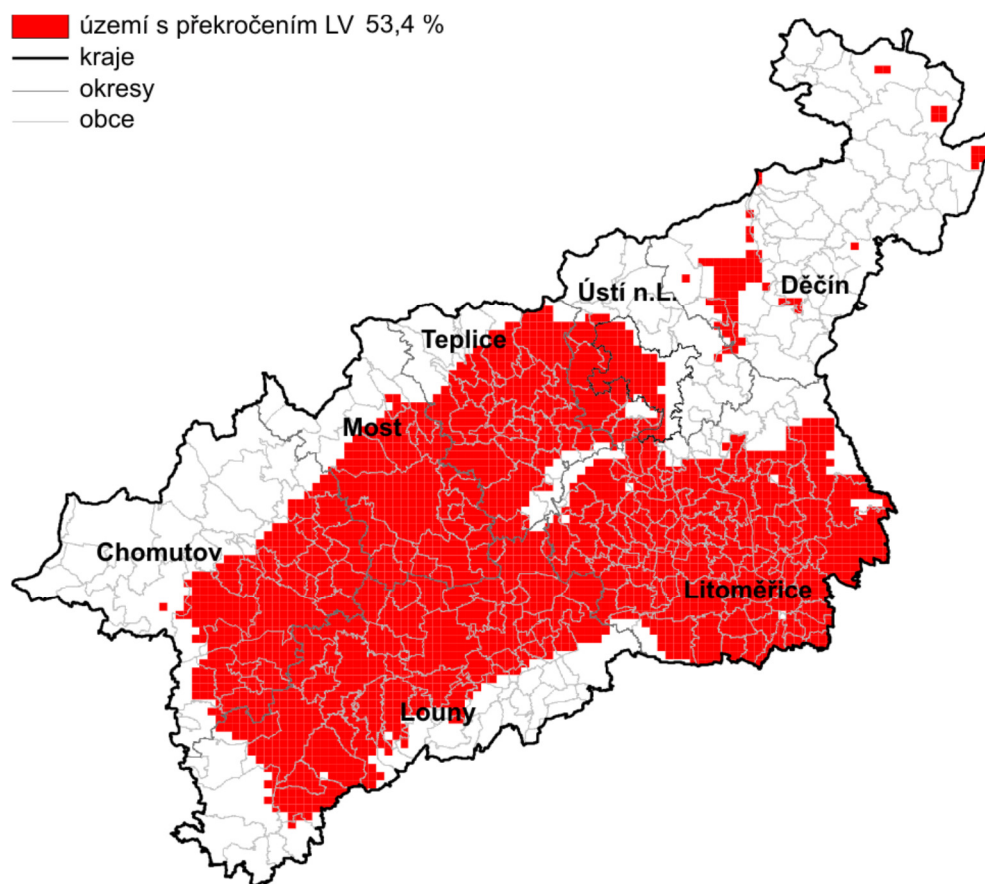 území s překročením LV 53,4 %
kraje
okresy
obce
Děčín
Ústí n.L.
Teplice
Most
Chomutov
Litoměřice
Louny